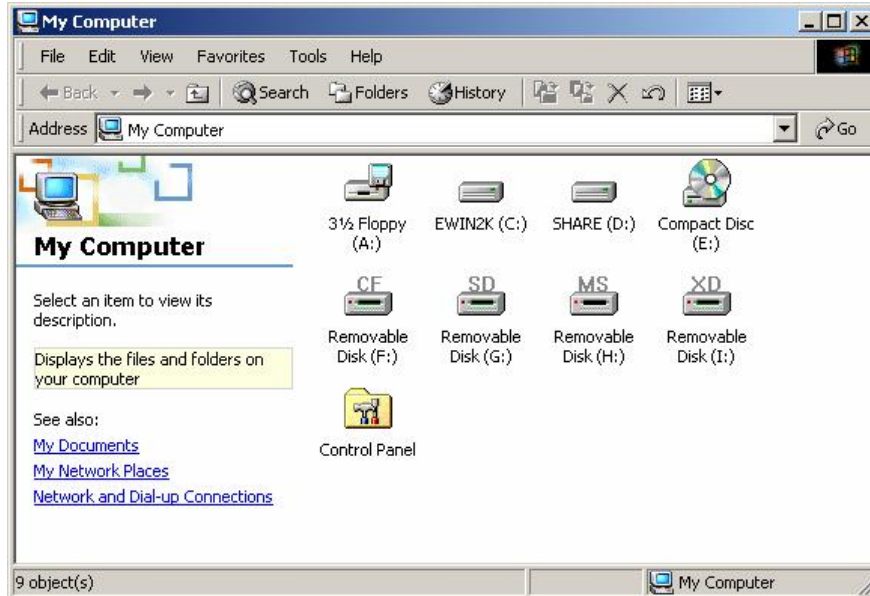 My Computer
File Edit View Favorites Tools Help
Back Search Folders History
Address My Computer Go
My Computer
Select an item to view its
description.
Displays the files and folders on
your computer
See also:
My Documents
My Network Places
Network and Dial-up Connections
3½ Floppy
(A:)
EWIN2K (C:)
SHARE (D:)
Compact Disc
(E:)
CF
Removable
Disk (F:)
SD
Removable
Disk (G:)
MS
Removable
Disk (H:)
XD
Removable
Disk (I:)
Control Panel
9 object(s)
My Computer